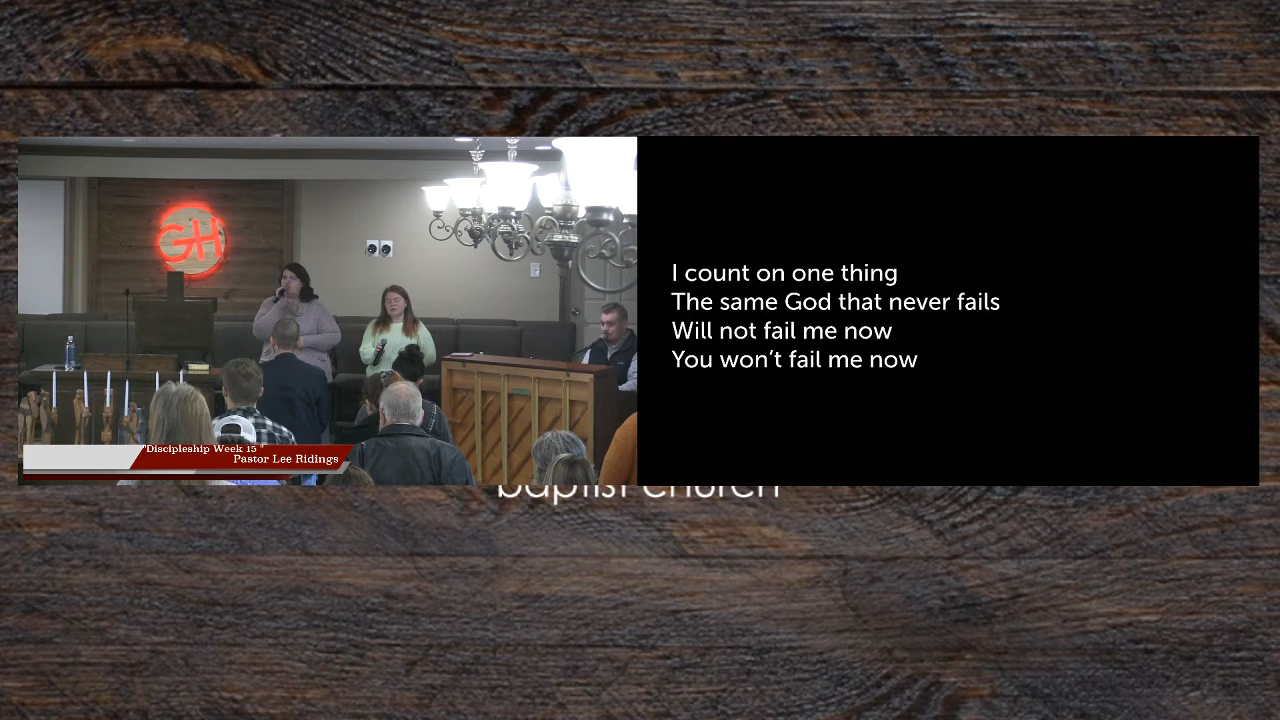 GH
"Discipleship Week 15 "
Pastor Lee Ridings
I count on one thing
The same God that never fails
Will not fail me now
You won't fail me now
baptist church